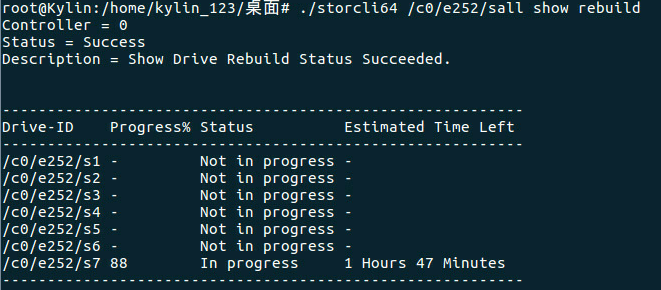 root@Kylin:/home/kylin_123/桌面# ./storcli64 /c0/e252/sall show rebuild
Controller = 0
Status = Success
Description = Show Drive Rebuild Status Succeeded.
----------------------------------------------------------
Drive-ID    Progress% Status          Estimated Time Left
----------------------------------------------------------
/c0/e252/s1 -         Not in progress -
/c0/e252/s2 -         Not in progress -
/c0/e252/s3 -         Not in progress -
/c0/e252/s4 -         Not in progress -
/c0/e252/s5 -         Not in progress -
/c0/e252/s6 -         Not in progress -
/c0/e252/s7 88        In progress     1 Hours 47 Minutes
----------------------------------------------------------